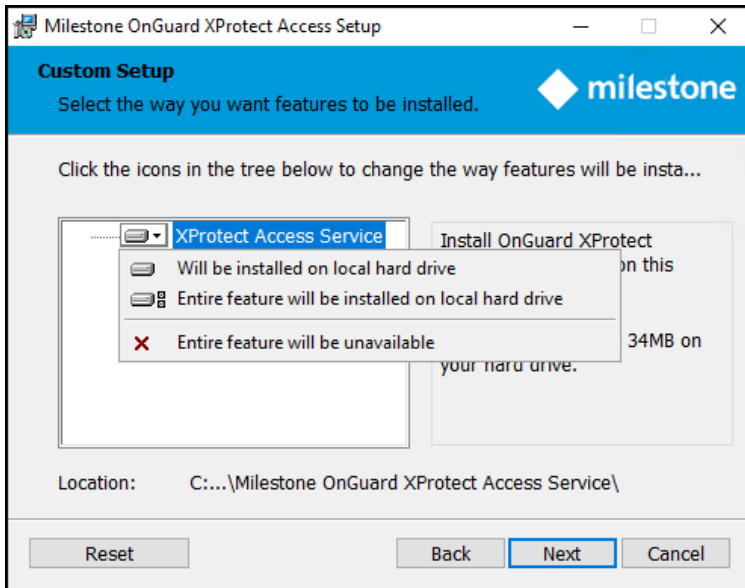 Milestone OnGuard XProtect Access Setup
Custom Setup
Select the way you want features to be installed.
milestone
Click the icons in the tree below to change the way features will be insta...
XProtect Access Service
Will be installed on local hard drive
Entire feature will be installed on local hard drive
Entire feature will be unavailable
Install OnGuard XProtect
on this
34MB on
your hard drive.
Location: C:...\Milestone OnGuard XProtect Access Service\
Reset Back Next Cancel